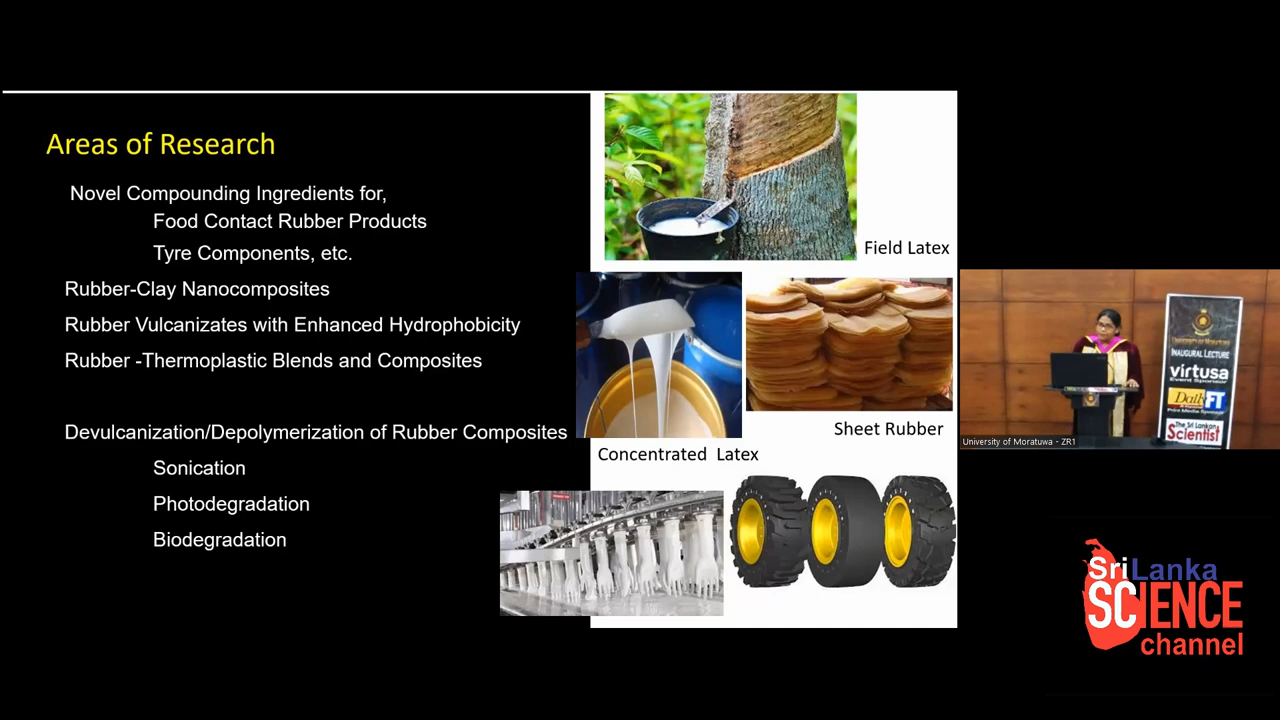 Areas of Research
Novel Compounding Ingredients for,
Food Contact Rubber Products
Tyre Components, etc.
Rubber-Clay Nanocomposites
Rubber Vulcanizates with Enhanced Hydrophobicity
Rubber -Thermoplastic Blends and Composites
Devulcanization/Depolymerization of Rubber Composites
Sonication
Photodegradation
Biodegradation
Field Latex
Sheet Rubber
Concentrated Latex
University of Moratuwa - ZR1
UNIVERSITY OF MORATUWA
INAUGURAL LECTURE
virtusa
Event Sponsor
Daily FT
Print Media Sponsor
The Sri Lankan
Scientist
Sri Lanka
SCIENCE
channel